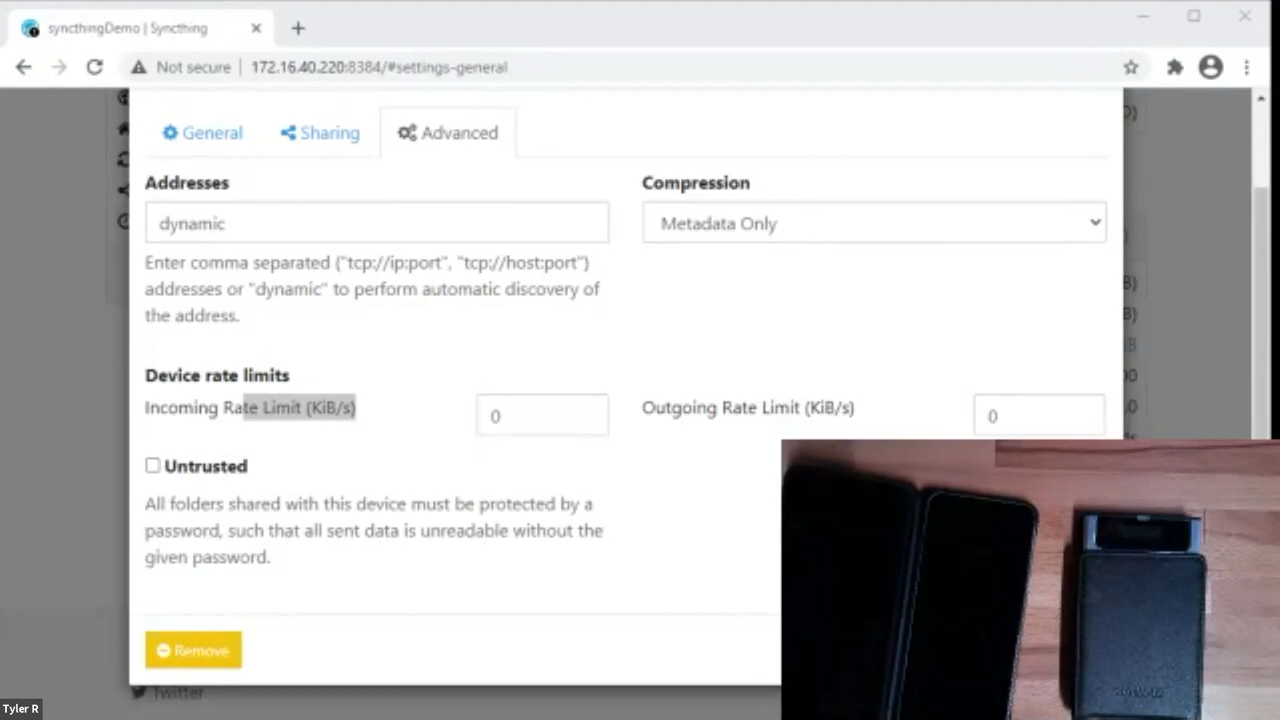 syncthingDemo | Syncthing
Not secure
172.16.40.220:8384/#settings-general
General
Sharing
Advanced
Addresses
Compression
dynamic
Metadata Only
Enter comma separated ("tcp://ip:port", "tcp://host:port")
addresses or "dynamic" to perform automatic discovery of
the address.
Device rate limits
Incoming Rate Limit (KiB/s)
0
Outgoing Rate Limit (KiB/s)
0
Untrusted
All folders shared with this device must be protected by a
password, such that all sent data is unreadable without the
given password.
Remove
Twitter
Tyler R